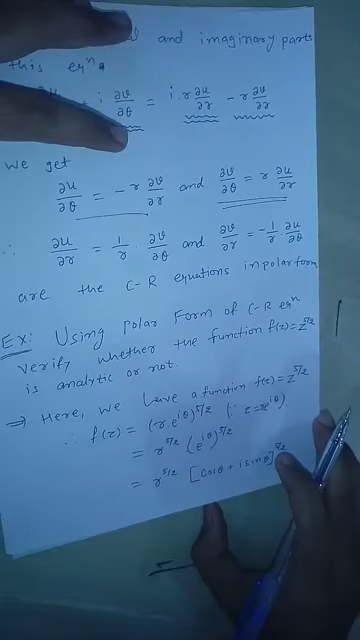 and imaginary parts
this eqn.
+ i ∂v/∂θ = i.r ∂u/∂r - r ∂v/∂r
we get
∂u/∂θ = -r ∂v/∂r and ∂v/∂θ = r ∂u/∂r
∴ ∂u/∂r = 1/r . ∂v/∂θ and ∂v/∂r = -1/r . ∂u/∂θ
are the C-R equations in polar form
Ex: Using Polar Form of C-R eqn
verify whether the function f(z)=z^5/2
is analytic or not.
⇒ Here, we have a function f(z)=z^5/2
∴ f(z) = (r.e^iθ)^5/2 (∵ z=re^iθ).
= r^5/2 (e^iθ)^5/2
= r^5/2 [cosθ + i sinθ]^5/2